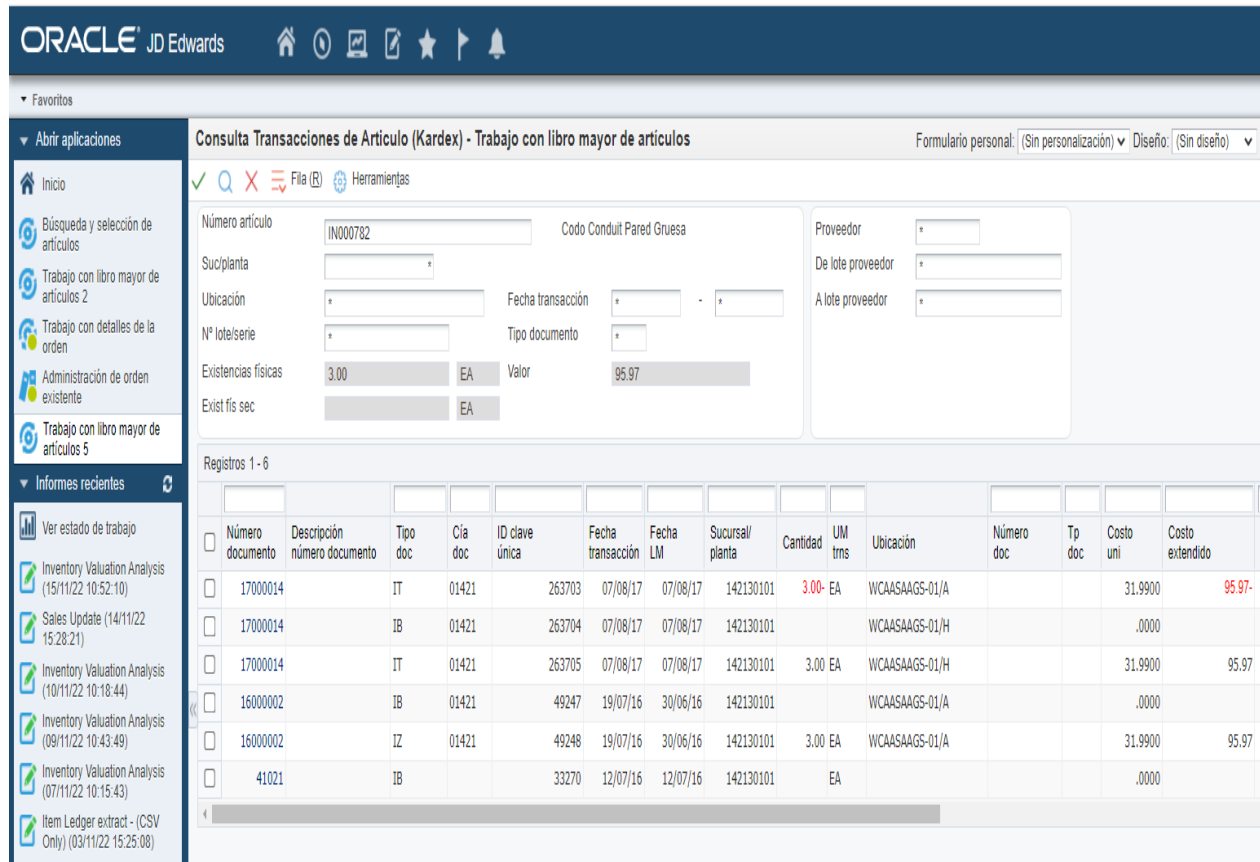 ORACLE® JD Edwards
Favoritos
Abrir aplicaciones
Inicio
Búsqueda y selección de
artículos
Trabajo con libro mayor de
artículos 2
Trabajo con detalles de la
orden
Administración de orden
existente
Trabajo con libro mayor de
artículos 5
Informes recientes
Ver estado de trabajo
Inventory Valuation Analysis
(15/11/22 10:52:10)
Sales Update (14/11/22
15:28:21)
Inventory Valuation Analysis
(10/11/22 10:18:44)
Inventory Valuation Analysis
(09/11/22 10:43:49)
Inventory Valuation Analysis
(07/11/22 10:15:43)
Item Ledger extract - (CSV
Only) (03/11/22 15:25:08)
Consulta Transacciones de Articulo (Kardex) - Trabajo con libro mayor de artículos
Formulario personal: (Sin personalización) Diseño: (Sin diseño)
Fila (R) Herramientas
Número artículo IN000782 Codo Conduit Pared Gruesa
Suc/planta *
Ubicación * Fecha transacción * - *
Nº lote/serie * Tipo documento *
Existencias físicas 3.00 EA Valor 95.97
Exist fís sec EA
Proveedor *
De lote proveedor *
A lote proveedor *
Registros 1 - 6
Número documento Descripción número documento Tipo doc Cía doc ID clave única Fecha transacción Fecha LM Sucursal/ planta Cantidad UM trns Ubicación Número doc Tp doc Costo uni Costo extendido
17000014 IT 01421 263703 07/08/17 07/08/17 142130101 3.00- EA WCAASAAGS-01/A 31.9900 95.97-
17000014 IB 01421 263704 07/08/17 07/08/17 142130101 WCAASAAGS-01/H .0000
17000014 IT 01421 263705 07/08/17 07/08/17 142130101 3.00 EA WCAASAAGS-01/H 31.9900 95.97
16000002 IB 01421 49247 19/07/16 30/06/16 142130101 WCAASAAGS-01/A .0000
16000002 IZ 01421 49248 19/07/16 30/06/16 142130101 3.00 EA WCAASAAGS-01/A 31.9900 95.97
41021 IB 33270 12/07/16 12/07/16 142130101 EA .0000